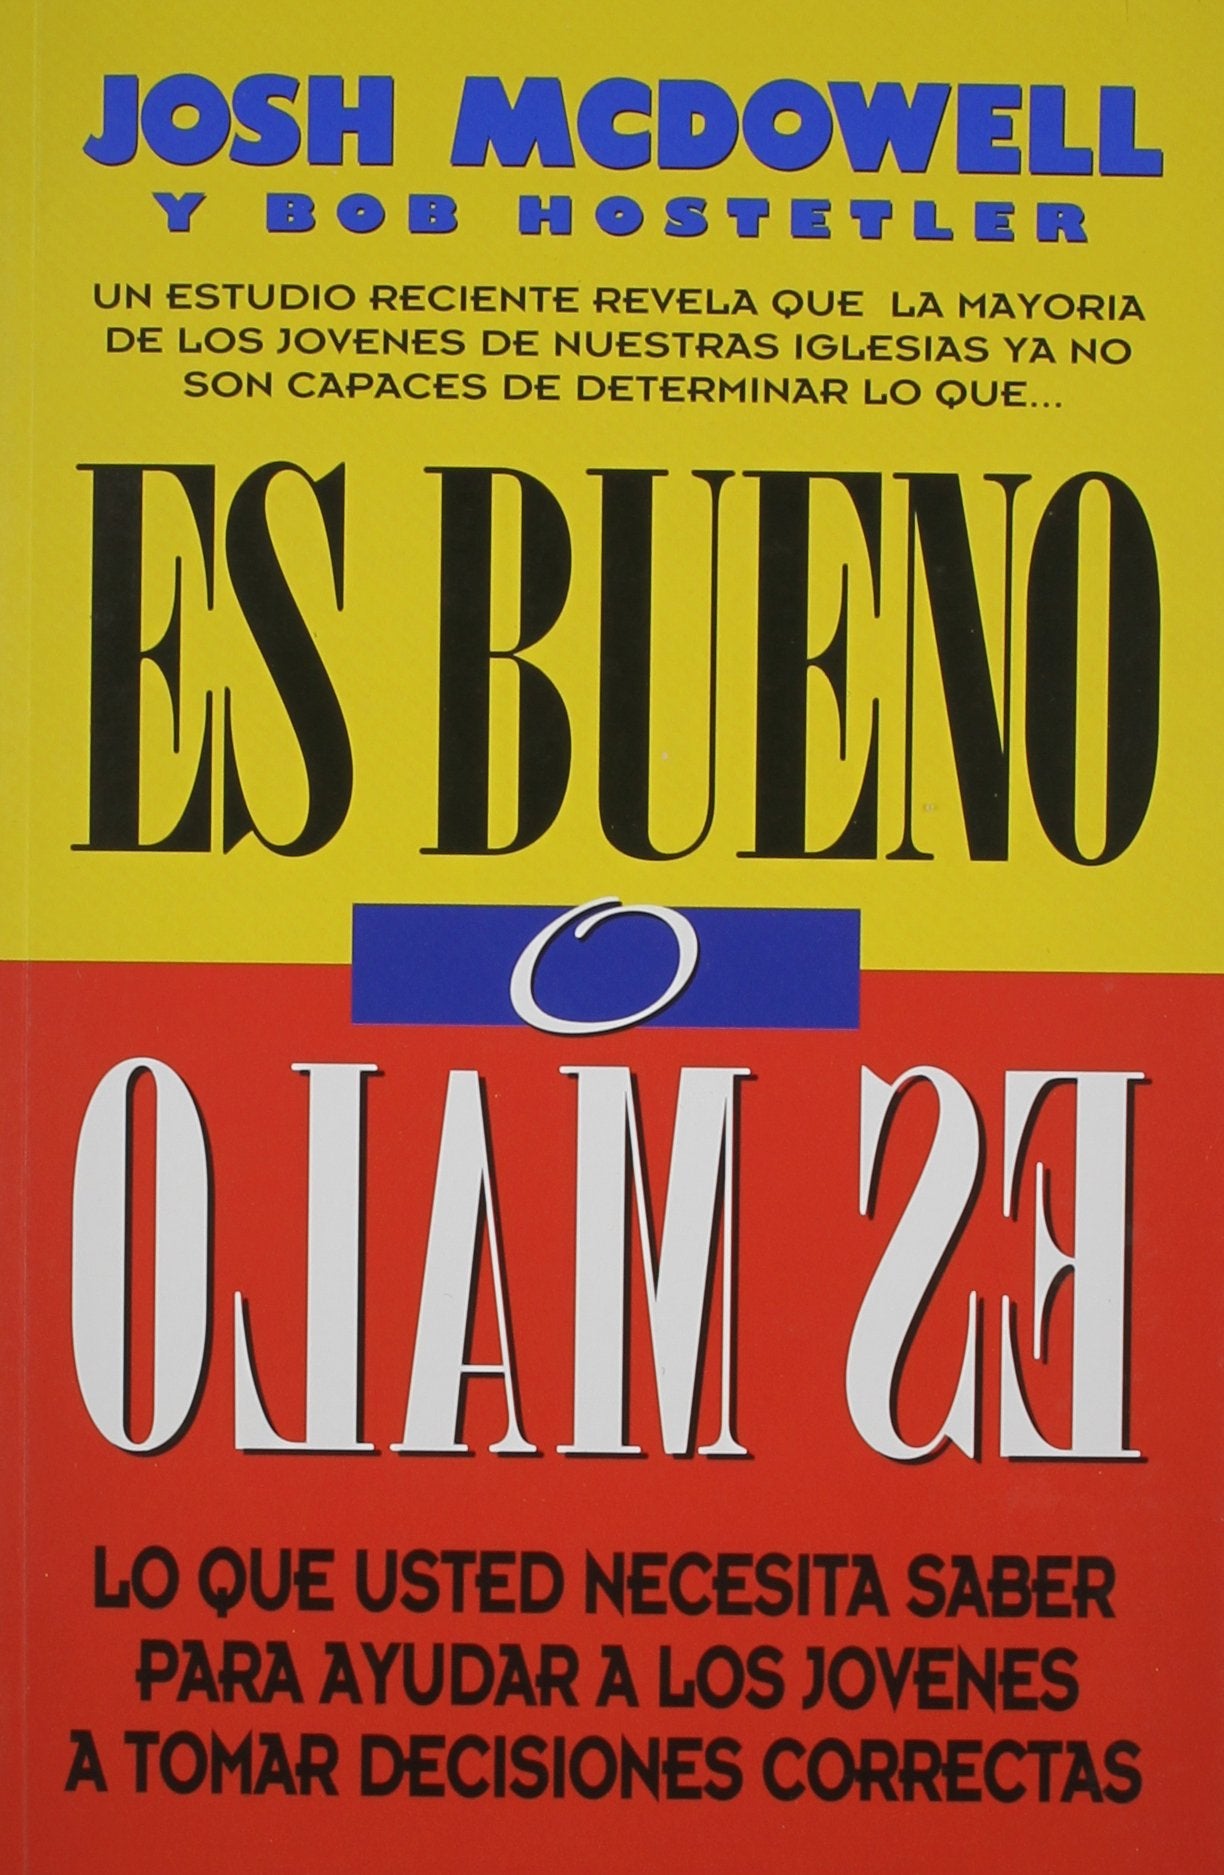 JOSH MCDOWELL
Y BOB HOSTETLER
UN ESTUDIO RECIENTE REVELA QUE LA MAYORIA
DE LOS JOVENES DE NUESTRAS IGLESIAS YA NO
SON CAPACES DE DETERMINAR LO QUE...
ES BUENO
O
ES MALO
LO QUE USTED NECESITA SABER
PARA AYUDAR A LOS JOVENES
A TOMAR DECISIONES CORRECTAS